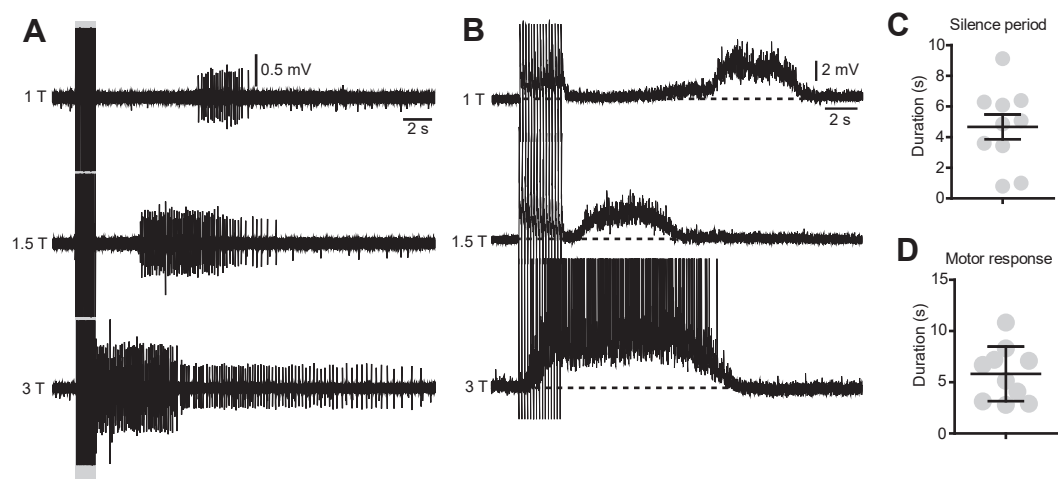 A
0.5 mV
1 T
2 s
1.5 T
3 T
B
2 mV
1 T
2 s
1.5 T
3 T
C
Silence period
Duration (s)
10
8
6
4
2
0
D
Motor response
Duration (s)
15
10
5
0